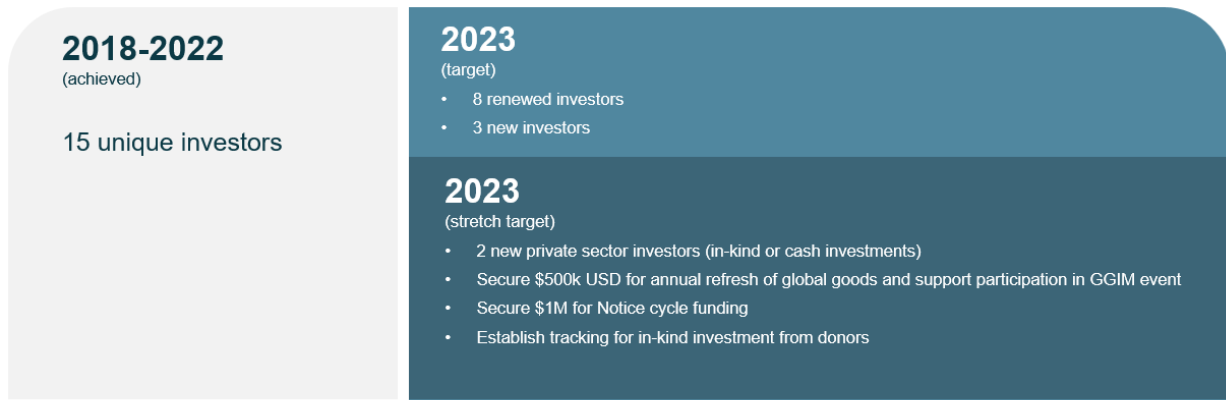 2018-2022
(achieved)
15 unique investors
2023
(target)
• 8 renewed investors
• 3 new investors
2023
(stretch target)
• 2 new private sector investors (in-kind or cash investments)
• Secure $500k USD for annual refresh of global goods and support participation in GGIM event
• Secure $1M for Notice cycle funding
• Establish tracking for in-kind investment from donors